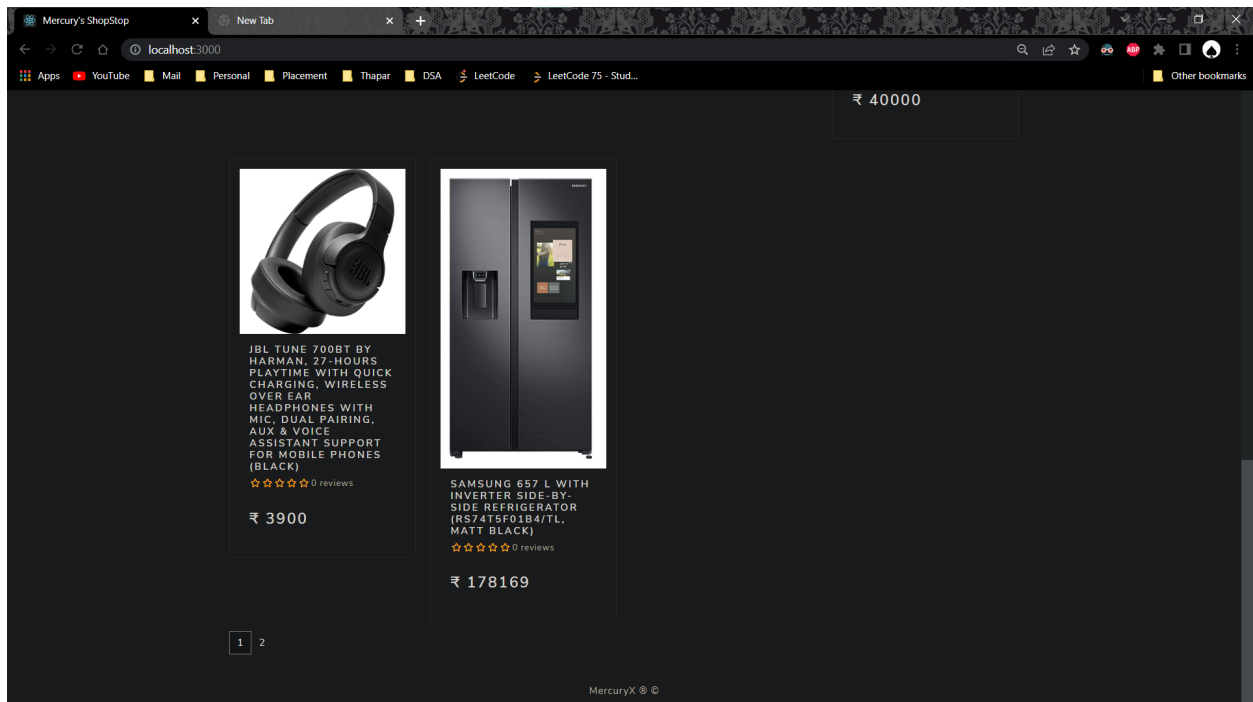 Mercury's ShopStop
New Tab
localhost:3000
ABP
Apps
YouTube
Mail
Personal
Placement
Thapar
DSA
LeetCode
LeetCode 75 - Stud...
Other bookmarks
₹ 40000
JBL
JBL TUNE 700BT BY
HARMAN, 27-HOURS
PLAYTIME WITH QUICK
CHARGING, WIRELESS
OVER EAR
HEADPHONES WITH
MIC, DUAL PAIRING,
AUX & VOICE
ASSISTANT SUPPORT
FOR MOBILE PHONES
(BLACK)
0 reviews
₹ 3900
SAMSUNG
SAMSUNG 657 L WITH
INVERTER SIDE-BY-
SIDE REFRIGERATOR
(RS74T5F01B4/TL,
MATT BLACK)
0 reviews
₹ 178169
1 2
MercuryX ® ©